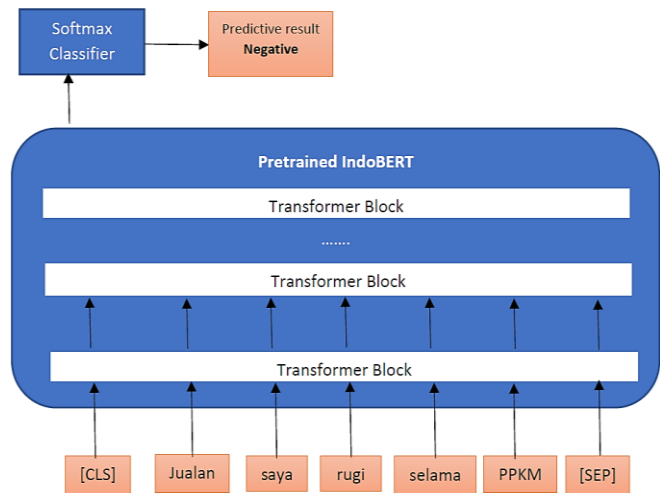 Softmax
Classifier
Predictive result
Negative
Pretrained IndoBERT
Transformer Block
.......
Transformer Block
Transformer Block
[CLS]
Jualan
saya
rugi
selama
PPKM
[SEP]